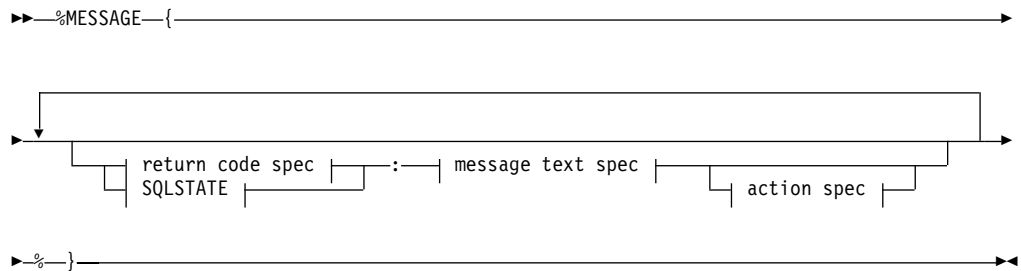 %MESSAGE {
return code spec : message text spec
SQLSTATE action spec
% }